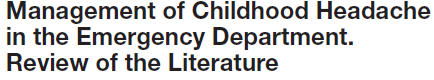 Management of Childhood Headache
in the Emergency Department.
Review of the Literature